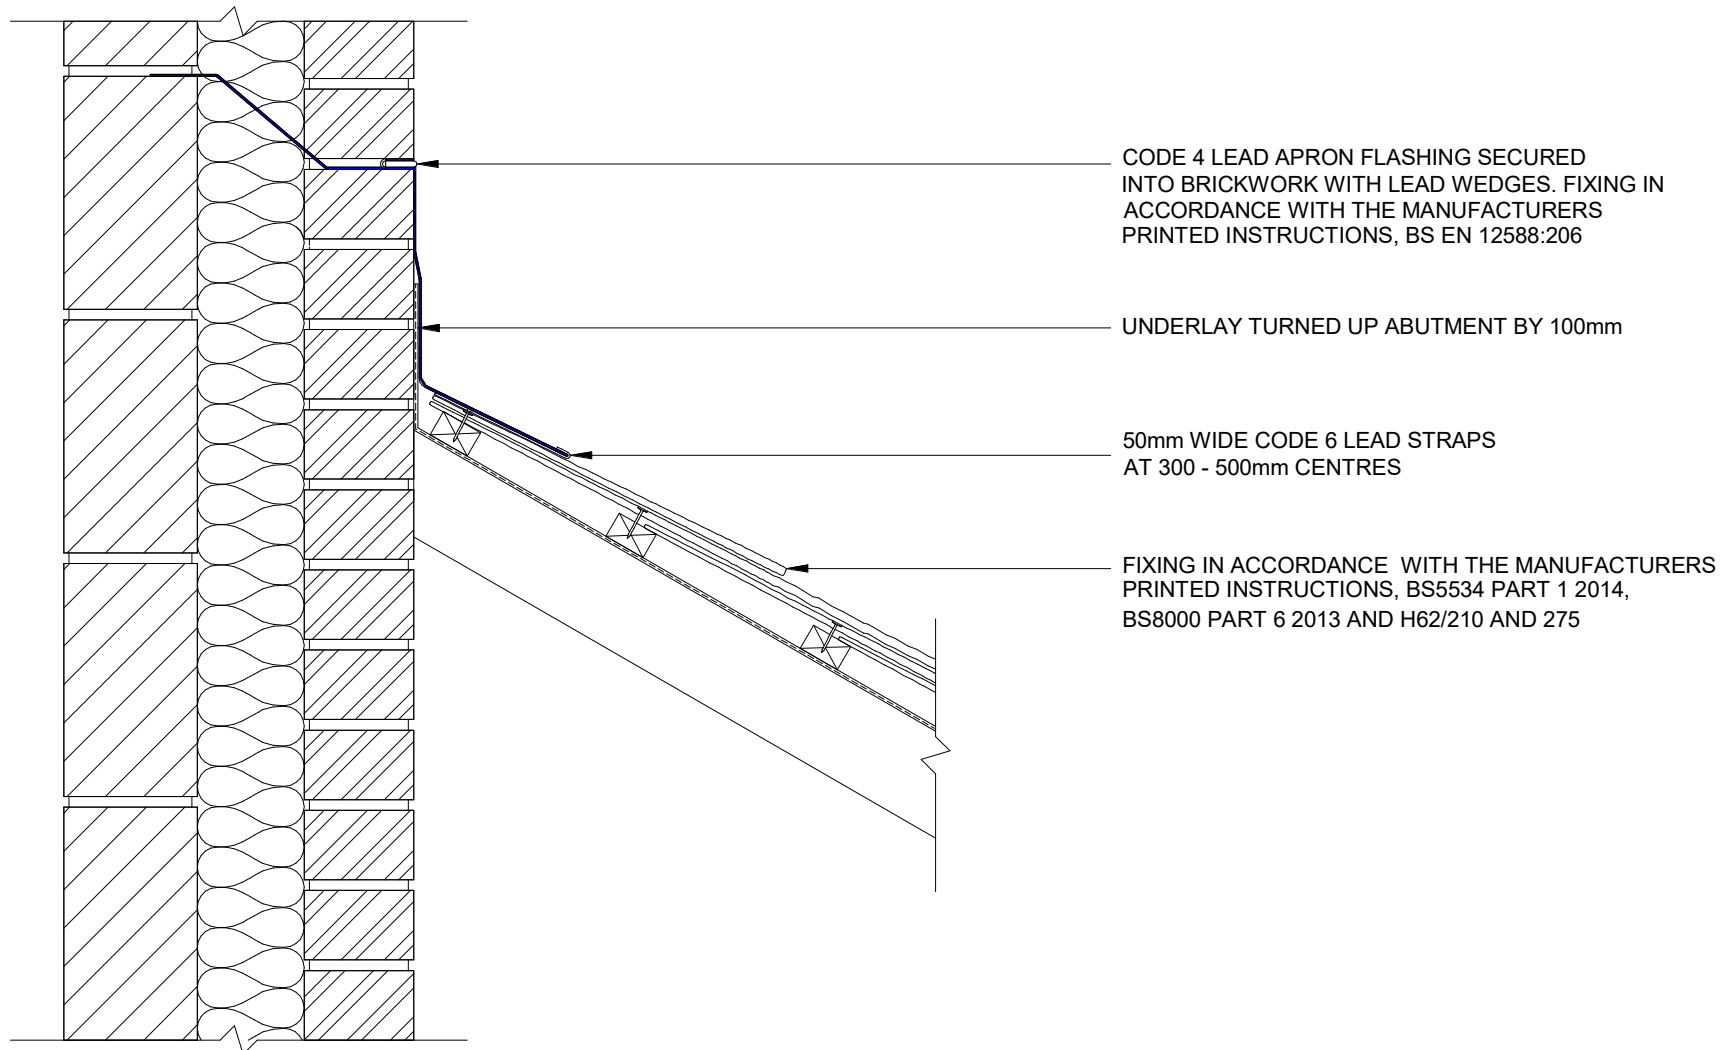 CODE 4 LEAD APRON FLASHING SECURED
INTO BRICKWORK WITH LEAD WEDGES. FIXING IN
ACCORDANCE WITH THE MANUFACTURERS
PRINTED INSTRUCTIONS, BS EN 12588:206
UNDERLAY TURNED UP ABUTMENT BY 100mm
50mm WIDE CODE 6 LEAD STRAPS
AT 300 - 500mm CENTRES
FIXING IN ACCORDANCE WITH THE MANUFACTURERS
PRINTED INSTRUCTIONS, BS5534 PART 1 2014,
BS8000 PART 6 2013 AND H62/210 AND 275